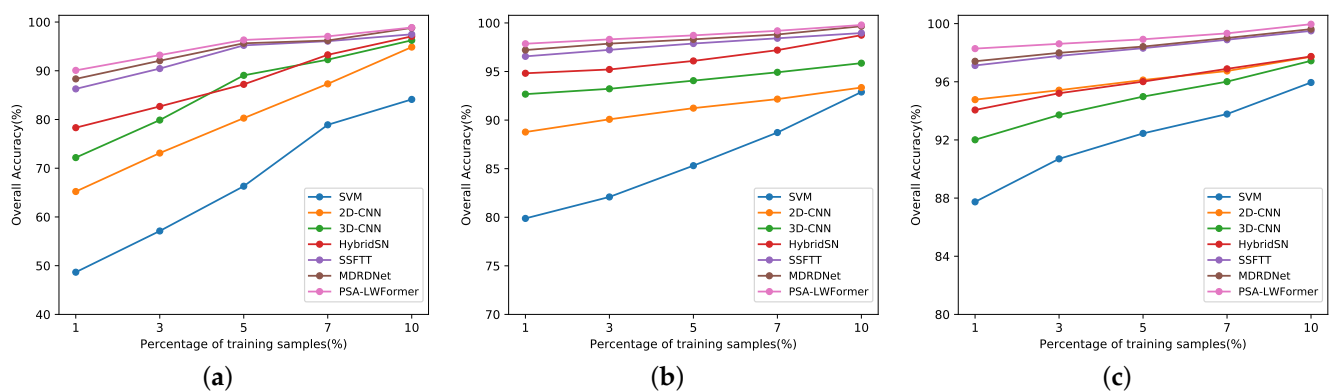 100
90
80
70
60
50
40
Overall Accuracy(%)
SVM
2D-CNN
3D-CNN
HybridSN
SSFTT
MDRDNet
PSA-LWFormer
1 3 5 7 10
Percentage of training samples(%)
(a)
100
95
90
85
80
75
70
Overall Accuracy(%)
SVM
2D-CNN
3D-CNN
HybridSN
SSFTT
MDRDNet
PSA-LWFormer
1 3 5 7 10
Percentage of training samples(%)
(b)
100
96
92
88
84
80
Overall Accuracy(%)
SVM
2D-CNN
3D-CNN
HybridSN
SSFTT
MDRDNet
PSA-LWFormer
1 3 5 7 10
Percentage of training samples(%)
(c)